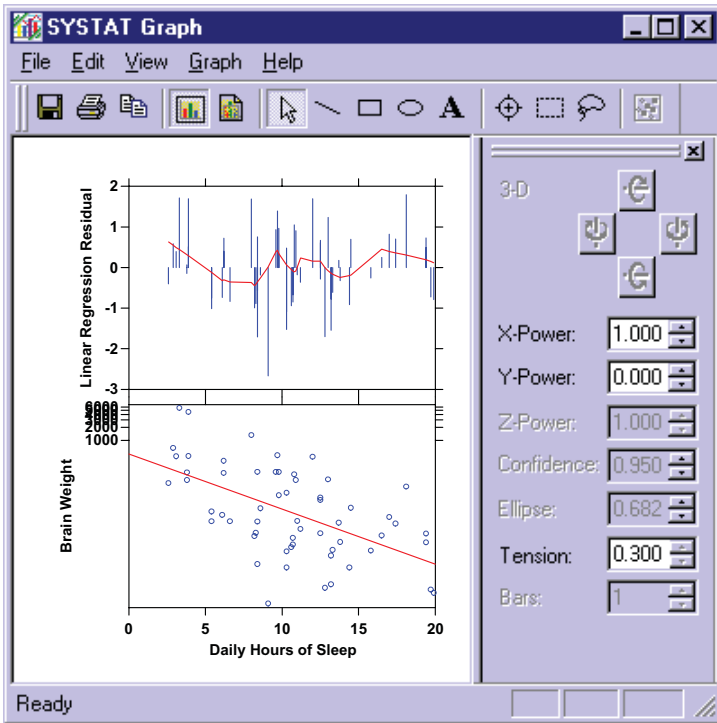 SYSTAT Graph
File Edit View Graph Help
A
3-D
X-Power: 1.000
Y-Power: 0.000
Z-Power: 1.000
Confidence: 0.950
Ellipse: 0.682
Tension: 0.300
Bars: 1
Linear Regression Residual
2
1
0
-1
-2
-3
Brain Weight
6000
5000
4000
3000
2000
1000
0 5 10 15 20
Daily Hours of Sleep
Ready